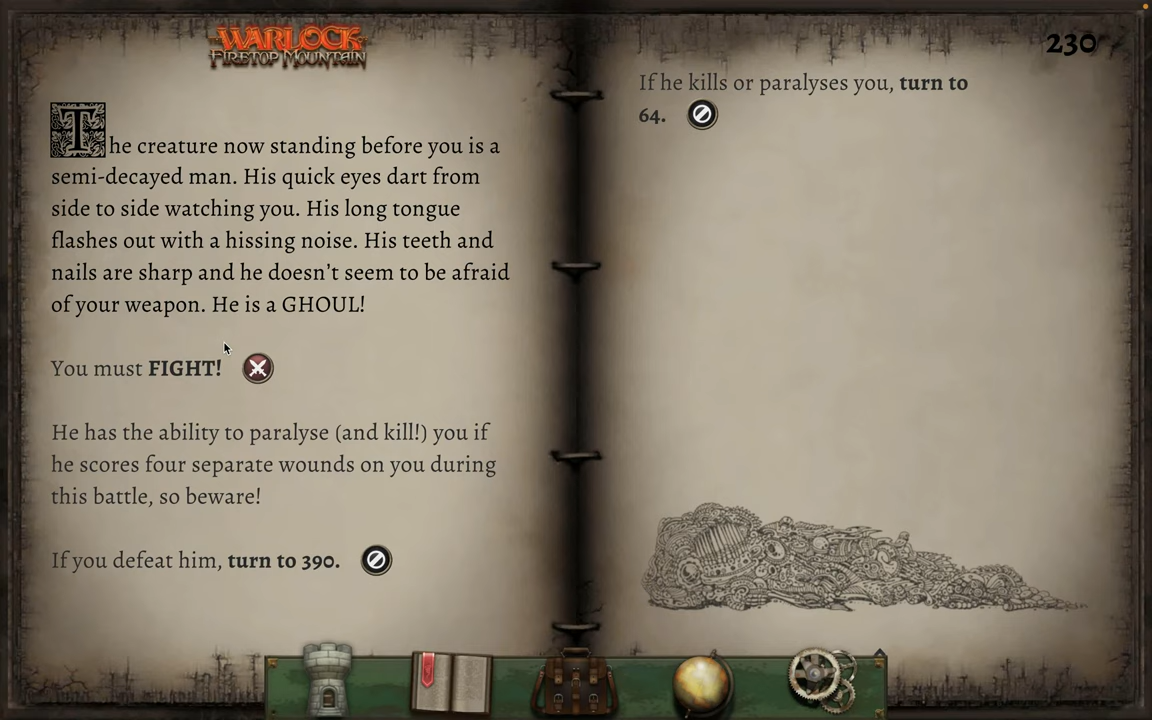 WARLOCK
FIRETOP MOUNTAIN
The creature now standing before you is a
semi-decayed man. His quick eyes dart from
side to side watching you. His long tongue
flashes out with a hissing noise. His teeth and
nails are sharp and he doesn’t seem to be afraid
of your weapon. He is a GHOUL!
You must FIGHT!
He has the ability to paralyse (and kill!) you if
he scores four separate wounds on you during
this battle, so beware!
If you defeat him, turn to 390.
230
If he kills or paralyses you, turn to
64.